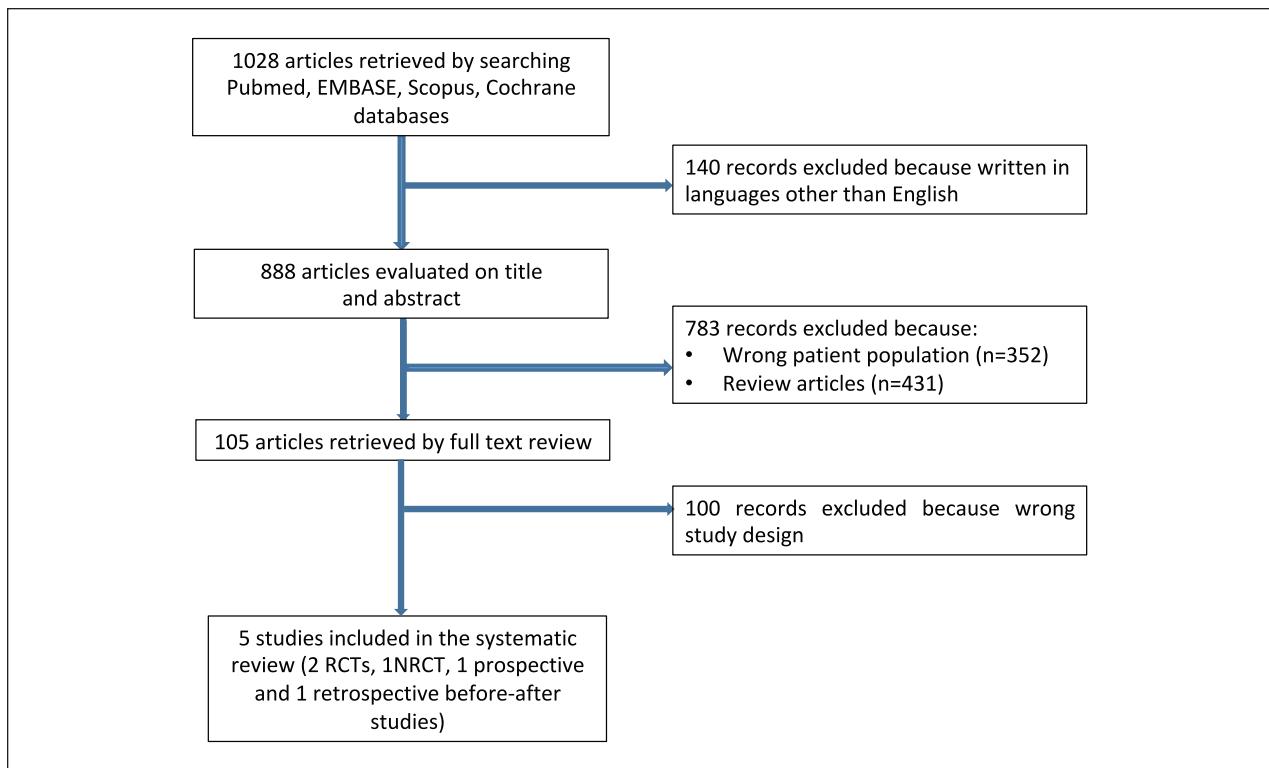 1028 articles retrieved by searching
Pubmed, EMBASE, Scopus, Cochrane
databases
140 records excluded because written in
languages other than English
888 articles evaluated on title
and abstract
783 records excluded because:
• Wrong patient population (n=352)
• Review articles (n=431)
105 articles retrieved by full text review
100 records excluded because wrong
study design
5 studies included in the systematic
review (2 RCTs, 1NRCT, 1 prospective
and 1 retrospective before-after
studies)